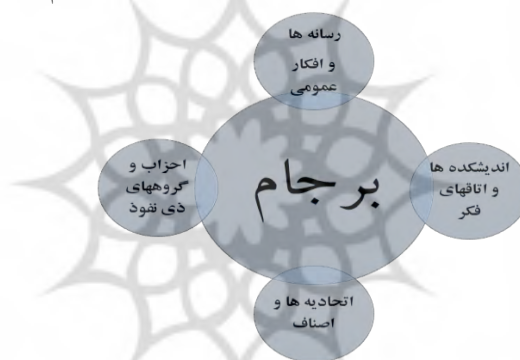 رسانه ها
و افکار
عمومی
اندیشکده ها
و اتاقهای
فکر
برجام
احزاب و
گروههای
ذی نفوذ
اتحادیه ها و
اصناف